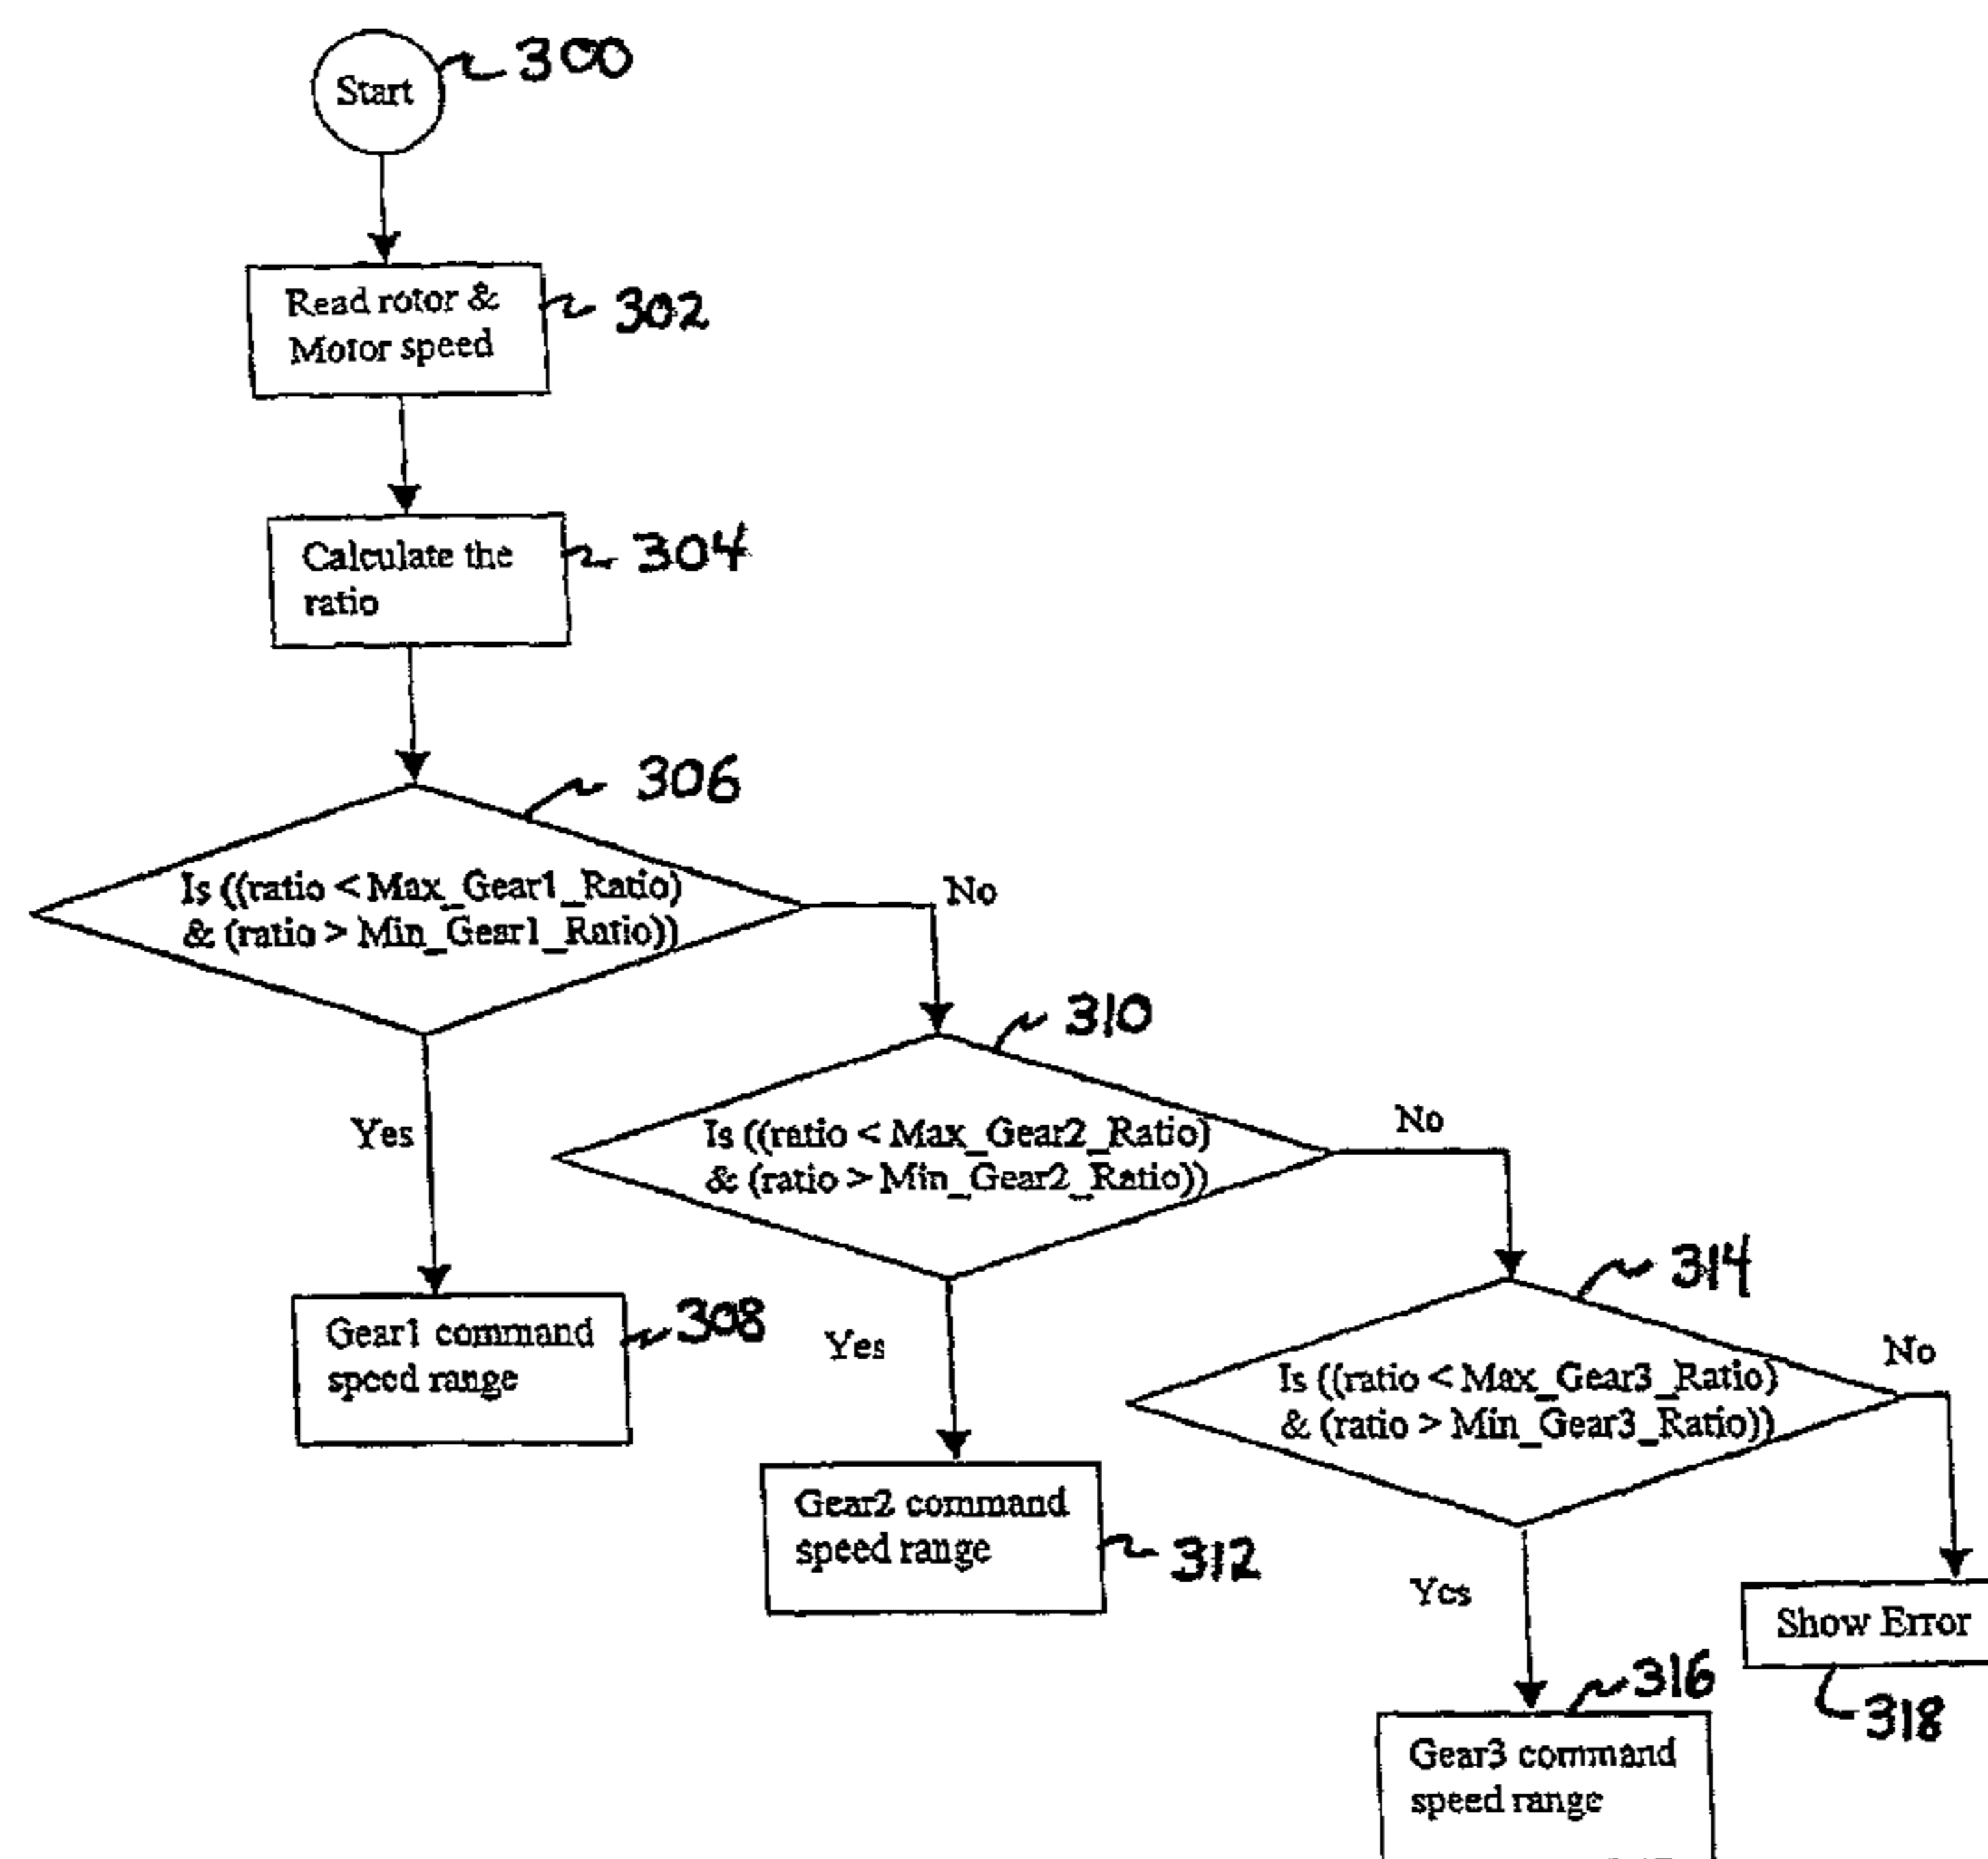 Start
300
Read rotor &
Motor speed
302
Calculate the
ratio
304
306
Is ((ratio < Max_Gear1_Ratio)
& (ratio > Min_Gear1_Ratio))
No
310
Yes
Is ((ratio < Max_Gear2_Ratio)
& (ratio > Min_Gear2_Ratio))
No
314
Gear1 command
speed range
308
Yes
Is ((ratio < Max_Gear3_Ratio)
& (ratio > Min_Gear3_Ratio))
No
Gear2 command
speed range
312
Yes
Show Error
318
316
Gear3 command
speed range